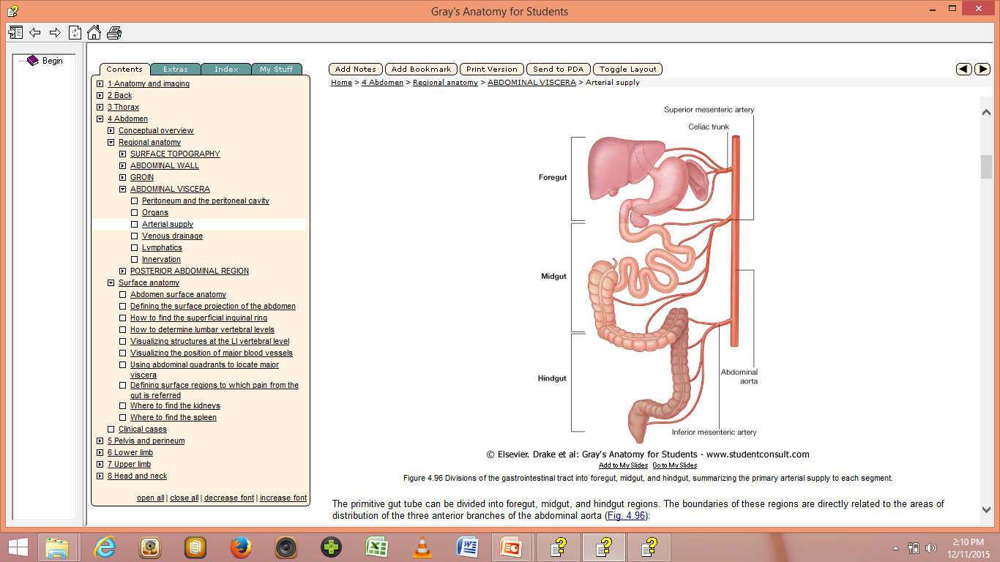 Gray's Anatomy for Students
Begin
Contents
Extras
Index
My Stuff
1 Anatomy and imaging
2 Back
3 Thorax
4 Abdomen
Conceptual overview
Regional anatomy
SURFACE TOPOGRAPHY
ABDOMINAL WALL
GROIN
ABDOMINAL VISCERA
Peritoneum and the peritoneal cavity
Organs
Arterial supply
Venous drainage
Lymphatics
Innervation
POSTERIOR ABDOMINAL REGION
Surface anatomy
Abdomen surface anatomy
Defining the surface projection of the abdomen
How to find the superficial inguinal ring
How to determine lumbar vertebral levels
Visualizing structures at the LI vertebral level
Visualizing the position of major blood vessels
Using abdominal quadrants to locate major
viscera
Defining surface regions to which pain from the
gut is referred
Where to find the kidneys
Where to find the spleen
Clinical cases
5 Pelvis and perineum
6 Lower limb
7 Upper limb
8 Head and neck
open all | close all | decrease font | increase font
Add Notes
Add Bookmark
Print Version
Send to PDA
Toggle Layout
Home > 4 Abdomen > Regional anatomy > ABDOMINAL VISCERA > Arterial supply
Superior mesenteric artery
Celiac trunk
Foregut
Midgut
Hindgut
Abdominal
aorta
Inferior mesenteric artery
© Elsevier. Drake et al: Gray's Anatomy for Students - www.studentconsult.com
Add to My Slides Go to My Slides
Figure 4.96 Divisions of the gastrointestinal tract into foregut, midgut, and hindgut, summarizing the primary arterial supply to each segment.
The primitive gut tube can be divided into foregut, midgut, and hindgut regions. The boundaries of these regions are directly related to the areas of
distribution of the three anterior branches of the abdominal aorta (Fig. 4.96):
2:10 PM
12/11/2015